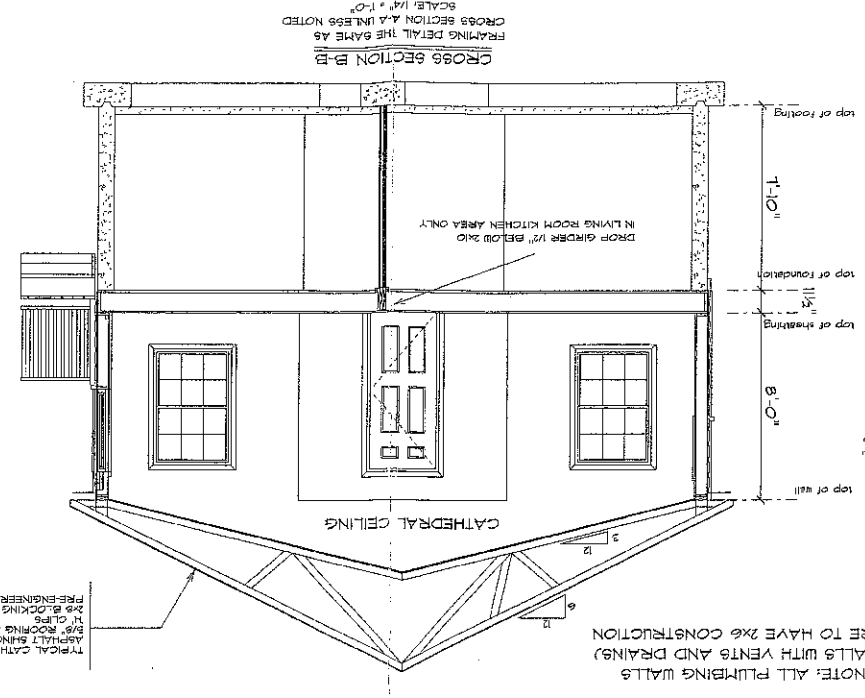 NOTE: ALL PLUMBING WALLS
ALLS WITH VENTS AND DRAINS)
RE TO HAVE 2x6 CONSTRUCTION
TYPICAL CATH
ASPHALT SHING
5/8" ROOFING
'H' CLIPS
2x8 BLOCKING
PRE-ENGINEER
12
6
12
3
CATHEDRAL CEILING
top of wall
8'-0"
top of sheathing
11 1/2"
top of foundation
DROP GIRDER 1/2" BELOW 2x10
IN LIVING ROOM KITCHEN AREA ONLY
7'-10"
top of footing
CROSS SECTION B-B
FRAMING DETAIL THE SAME AS
CROSS SECTION A-A UNLESS NOTED
SCALE: 1/4" = 1'-0"